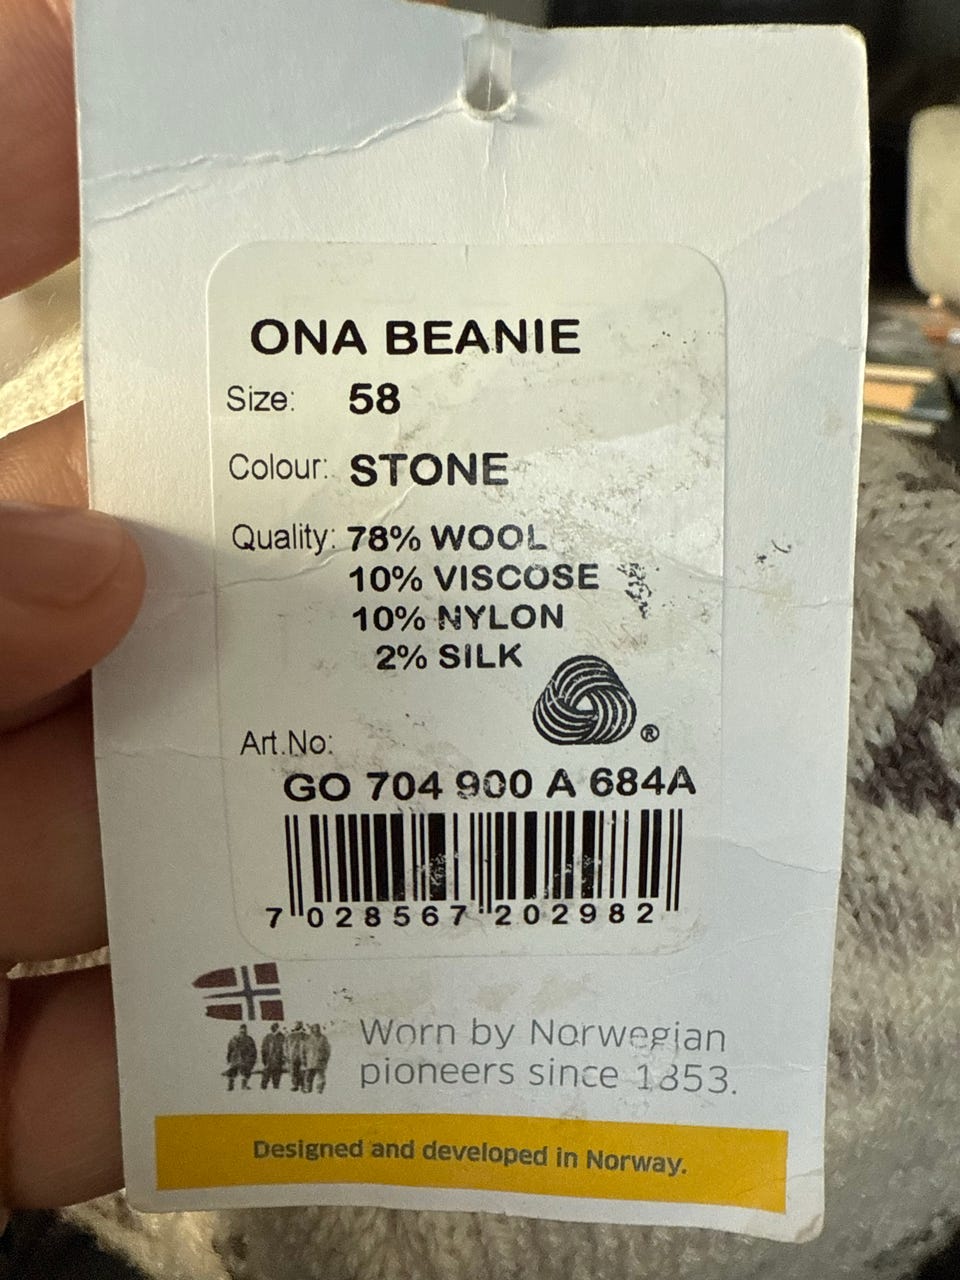 ONA BEANIE
Size: 58
Colour: STONE
Quality: 78% WOOL
10% VISCOSE
10% NYLON
2% SILK
®
Art.No:
GO 704 900 A 684A
7 028567 202982
Worn by Norwegian
pioneers since 1853.
Designed and developed in Norway.